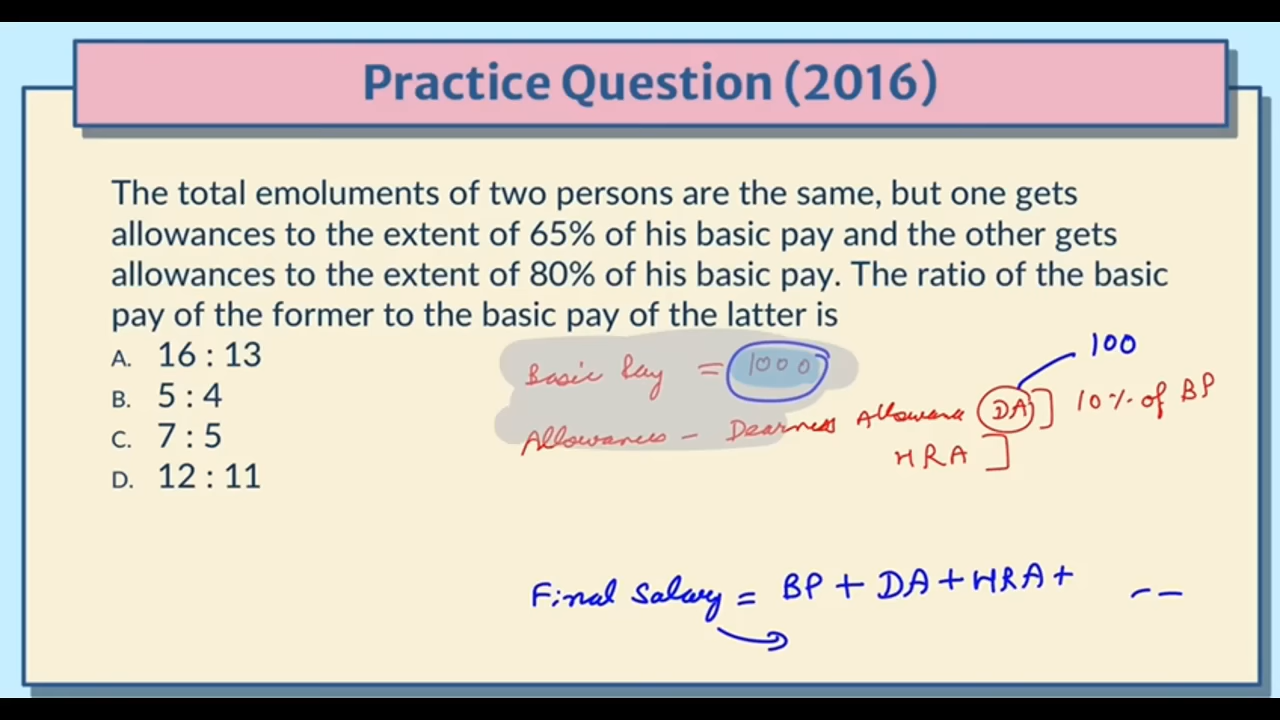 Practice Question (2016)
The total emoluments of two persons are the same, but one gets
allowances to the extent of 65% of his basic pay and the other gets
allowances to the extent of 80% of his basic pay. The ratio of the basic
pay of the former to the basic pay of the latter is
A. 16 : 13
B. 5 : 4
C. 7 : 5
D. 12 : 11
100
Basic Pay = 1000
Allowances - Dearness Allowance (DA)] 10% of BP
HRA]
Final Salary = BP + DA + HRA + --